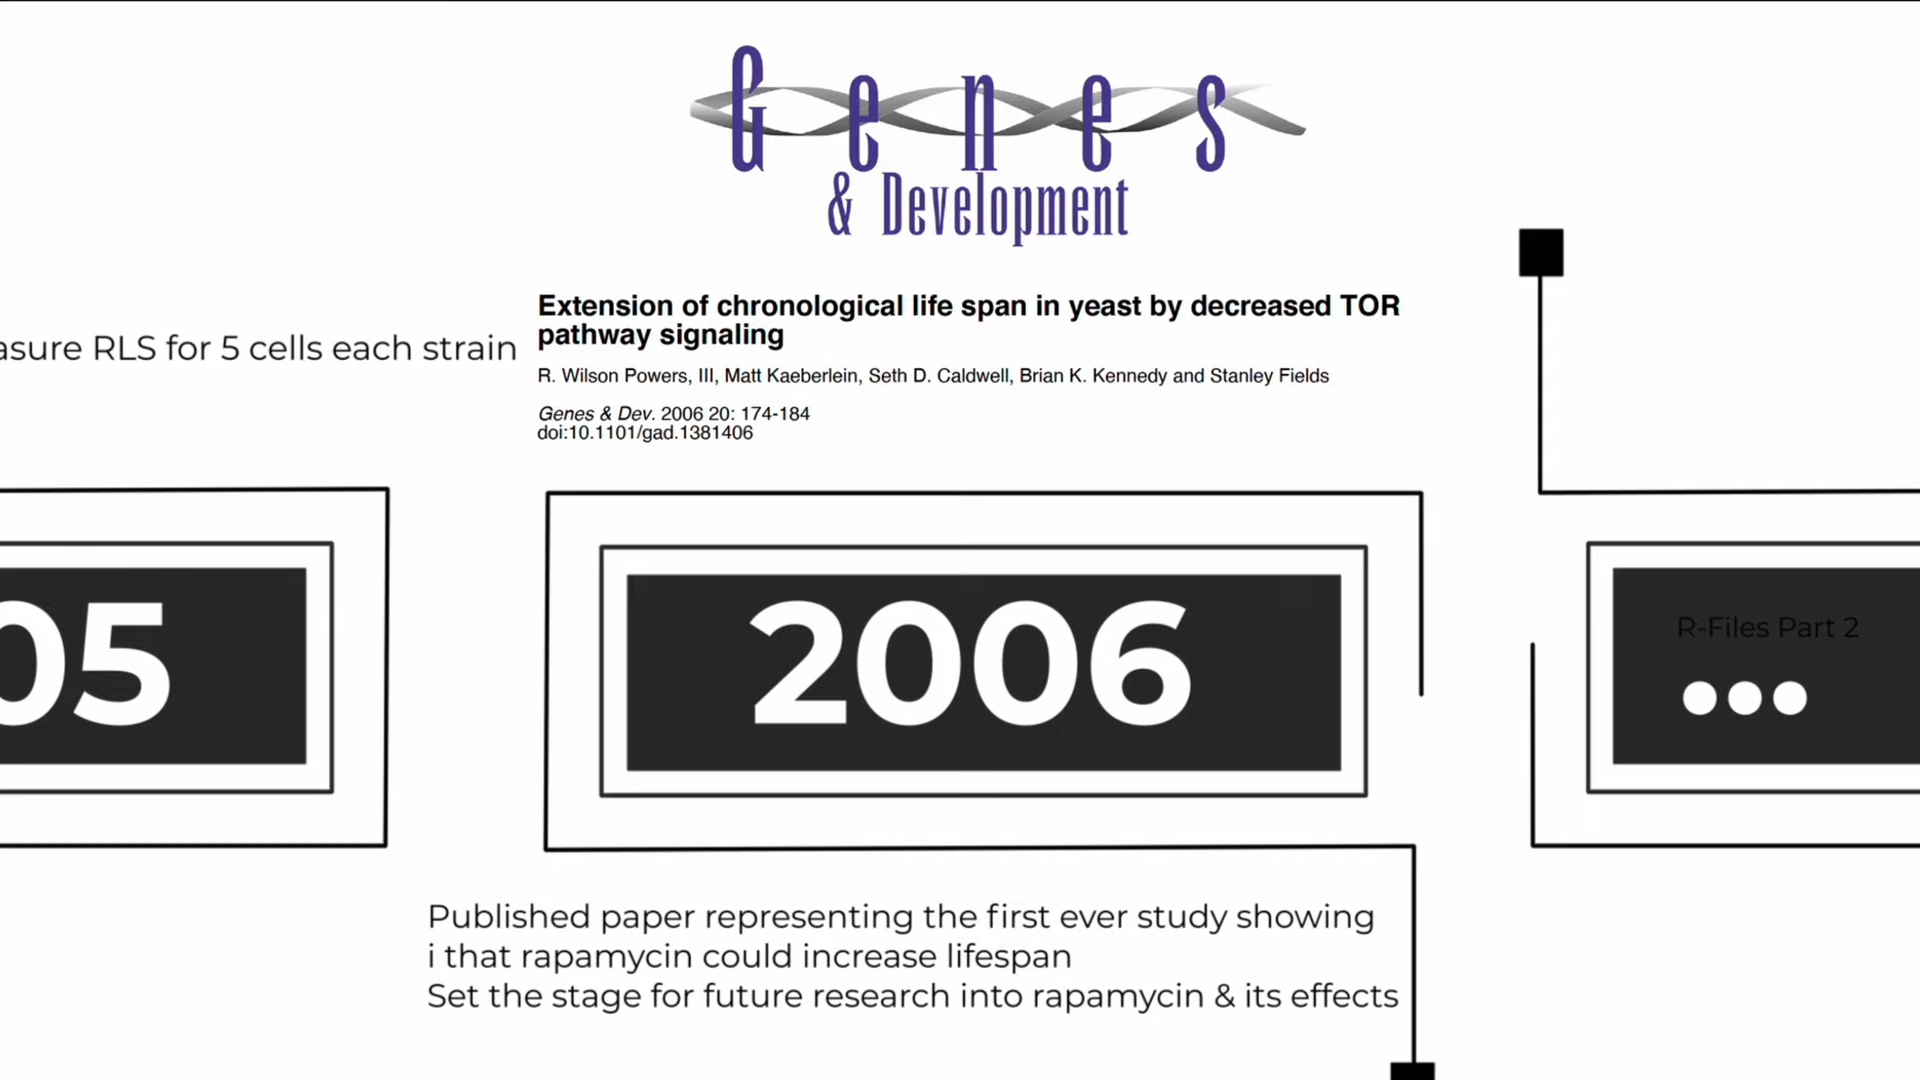 Genes
& Development
asure RLS for 5 cells each strain
Extension of chronological life span in yeast by decreased TOR
pathway signaling
R. Wilson Powers, III, Matt Kaeberlein, Seth D. Caldwell, Brian K. Kennedy and Stanley Fields
Genes & Dev. 2006 20: 174-184
doi:10.1101/gad.1381406
05
2006
R-Files Part 2
●●●
Published paper representing the first ever study showing
i that rapamycin could increase lifespan
Set the stage for future research into rapamycin & its effects